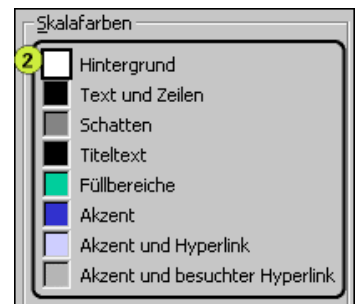 Skalafarben
2 Hintergrund
Text und Zeilen
Schatten
Titeltext
Füllbereiche
Akzent
Akzent und Hyperlink
Akzent und besuchter Hyperlink